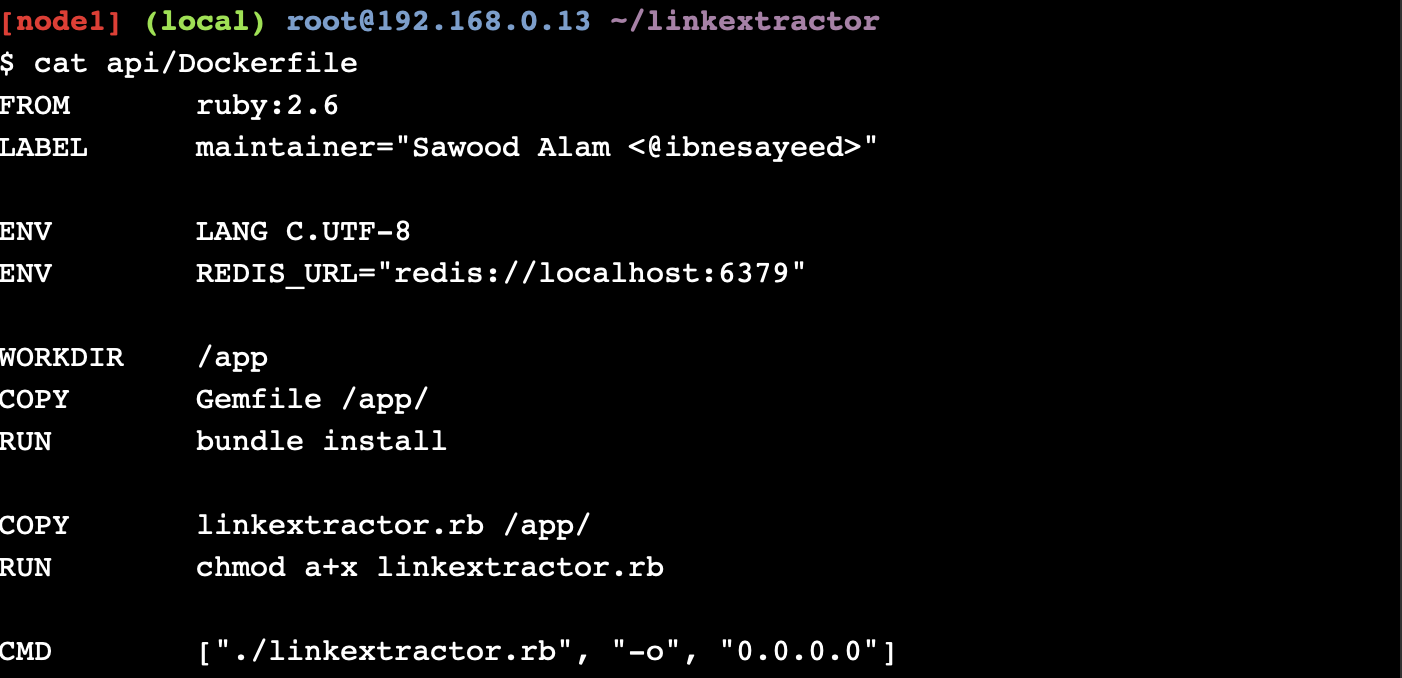 [node1] (local) root@192.168.0.13 ~/linkextractor
$ cat api/Dockerfile
FROM       ruby:2.6
LABEL      maintainer="Sawood Alam <@ibnesayeed>"
ENV        LANG C.UTF-8
ENV        REDIS_URL="redis://localhost:6379"
WORKDIR    /app
COPY       Gemfile /app/
RUN        bundle install
COPY       linkextractor.rb /app/
RUN        chmod a+x linkextractor.rb
CMD        ["./linkextractor.rb", "-o", "0.0.0.0"]